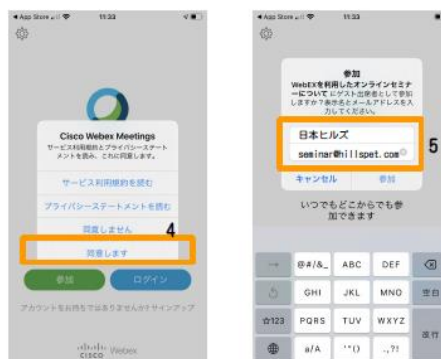 ◀ App Store
11:33
Cisco Webex Meetings
サービス利用規約とプライバシーステート
メントを読み、これに同意します。
サービス利用規約を読む
プライバシーステートメントを読む
同意しません
4
同意します
参加
ログイン
アカウントをお持ちではありませんか? サインアップ
CISCO Webex
◀ App Store
11:33
参加
WebEXを利用したオンラインセミナ
ーについて にゲスト出席者として参加
しますか？表示名とメールアドレスを入
力してください。
日本ヒルズ
seminar@hillspet.com
5
キャンセル
参加
いつでもどこからでも参
加できます
→
@#/&_
ABC
DEF
GHI
JKL
MNO
空白
☆123
PQRS
TUV
WXYZ
改行
a/A
'"()
.,?!